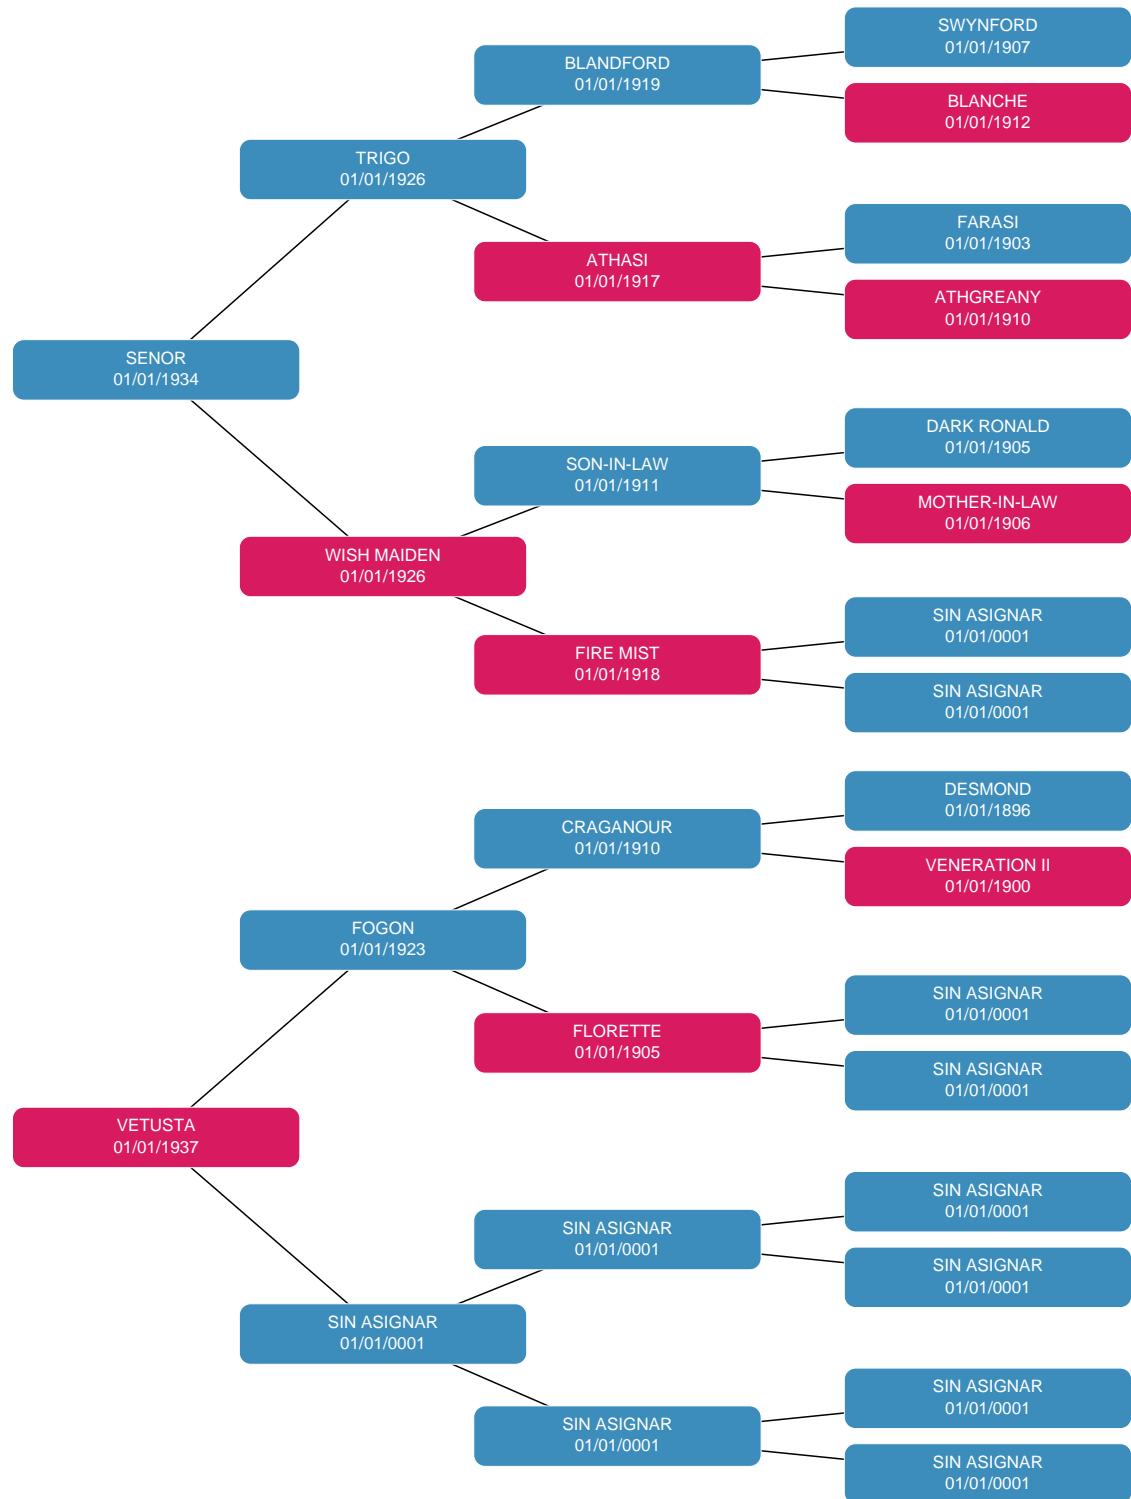 SWYNFORD
01/01/1907
BLANDFORD
01/01/1919
BLANCHE
01/01/1912
TRIGO
01/01/1926
FARASI
01/01/1903
ATHASI
01/01/1917
ATHGREANY
01/01/1910
SENOR
01/01/1934
DARK RONALD
01/01/1905
SON-IN-LAW
01/01/1911
MOTHER-IN-LAW
01/01/1906
WISH MAIDEN
01/01/1926
SIN ASIGNAR
01/01/0001
FIRE MIST
01/01/1918
SIN ASIGNAR
01/01/0001
DESMOND
01/01/1896
CRAGANOUR
01/01/1910
VENERATION II
01/01/1900
FOGON
01/01/1923
SIN ASIGNAR
01/01/0001
FLORETTE
01/01/1905
SIN ASIGNAR
01/01/0001
VETUSTA
01/01/1937
SIN ASIGNAR
01/01/0001
SIN ASIGNAR
01/01/0001
SIN ASIGNAR
01/01/0001
SIN ASIGNAR
01/01/0001
SIN ASIGNAR
01/01/0001
SIN ASIGNAR
01/01/0001
SIN ASIGNAR
01/01/0001